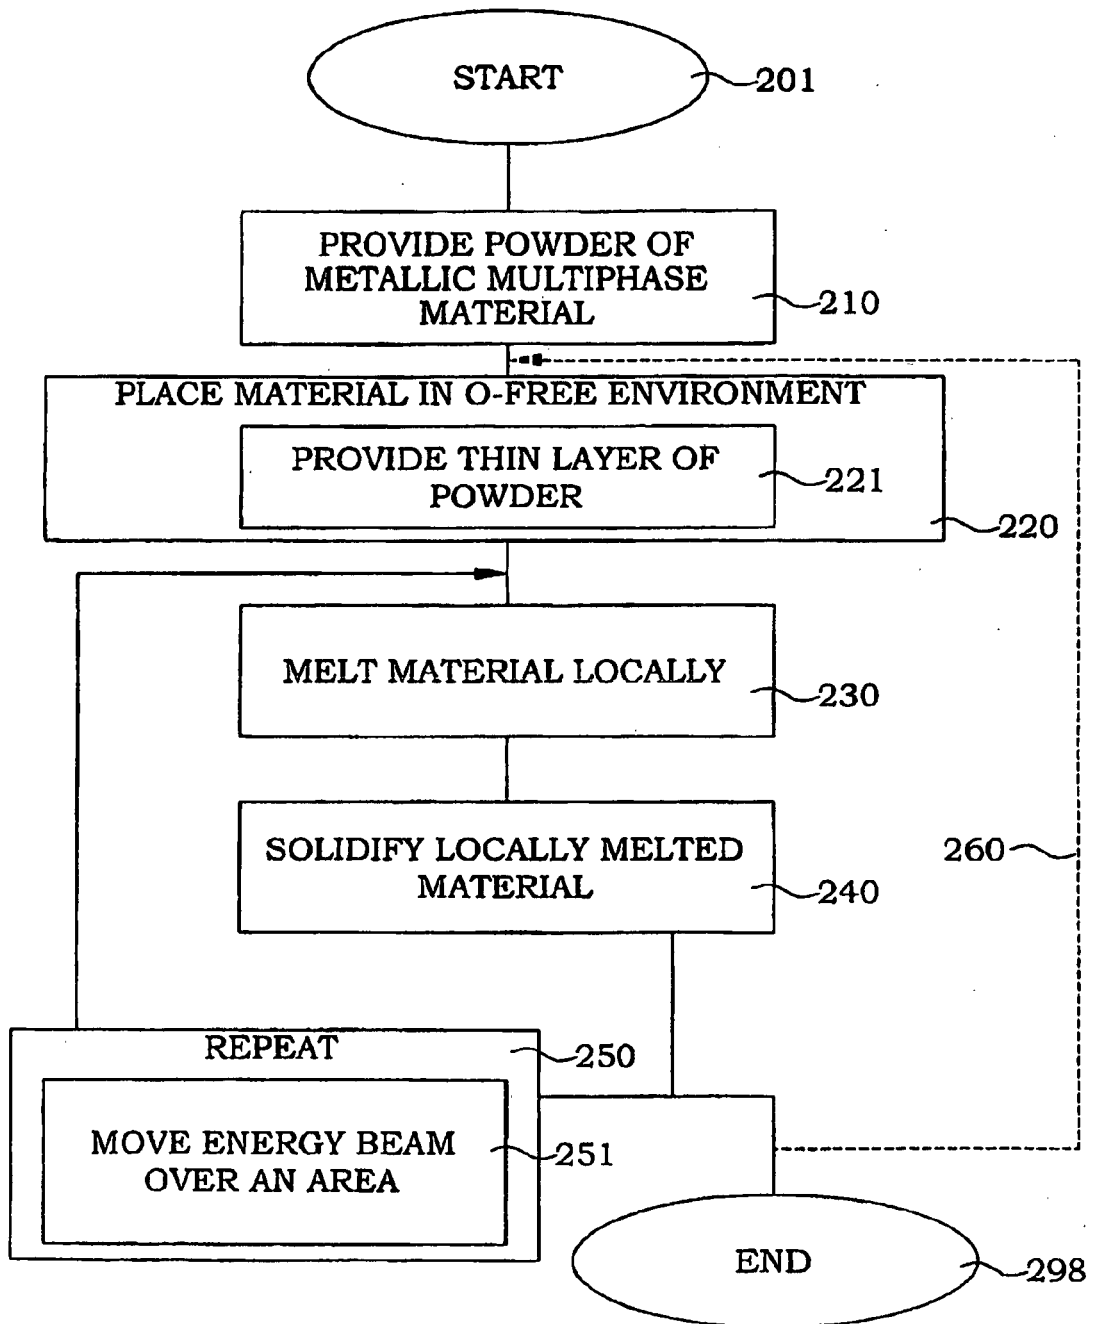 START
201
PROVIDE POWDER OF
METALLIC MULTIPHASE
MATERIAL
210
PLACE MATERIAL IN O-FREE ENVIRONMENT
PROVIDE THIN LAYER OF
POWDER
221
220
MELT MATERIAL LOCALLY
230
SOLIDIFY LOCALLY MELTED
MATERIAL
240
260
REPEAT
250
MOVE ENERGY BEAM
OVER AN AREA
251
END
298